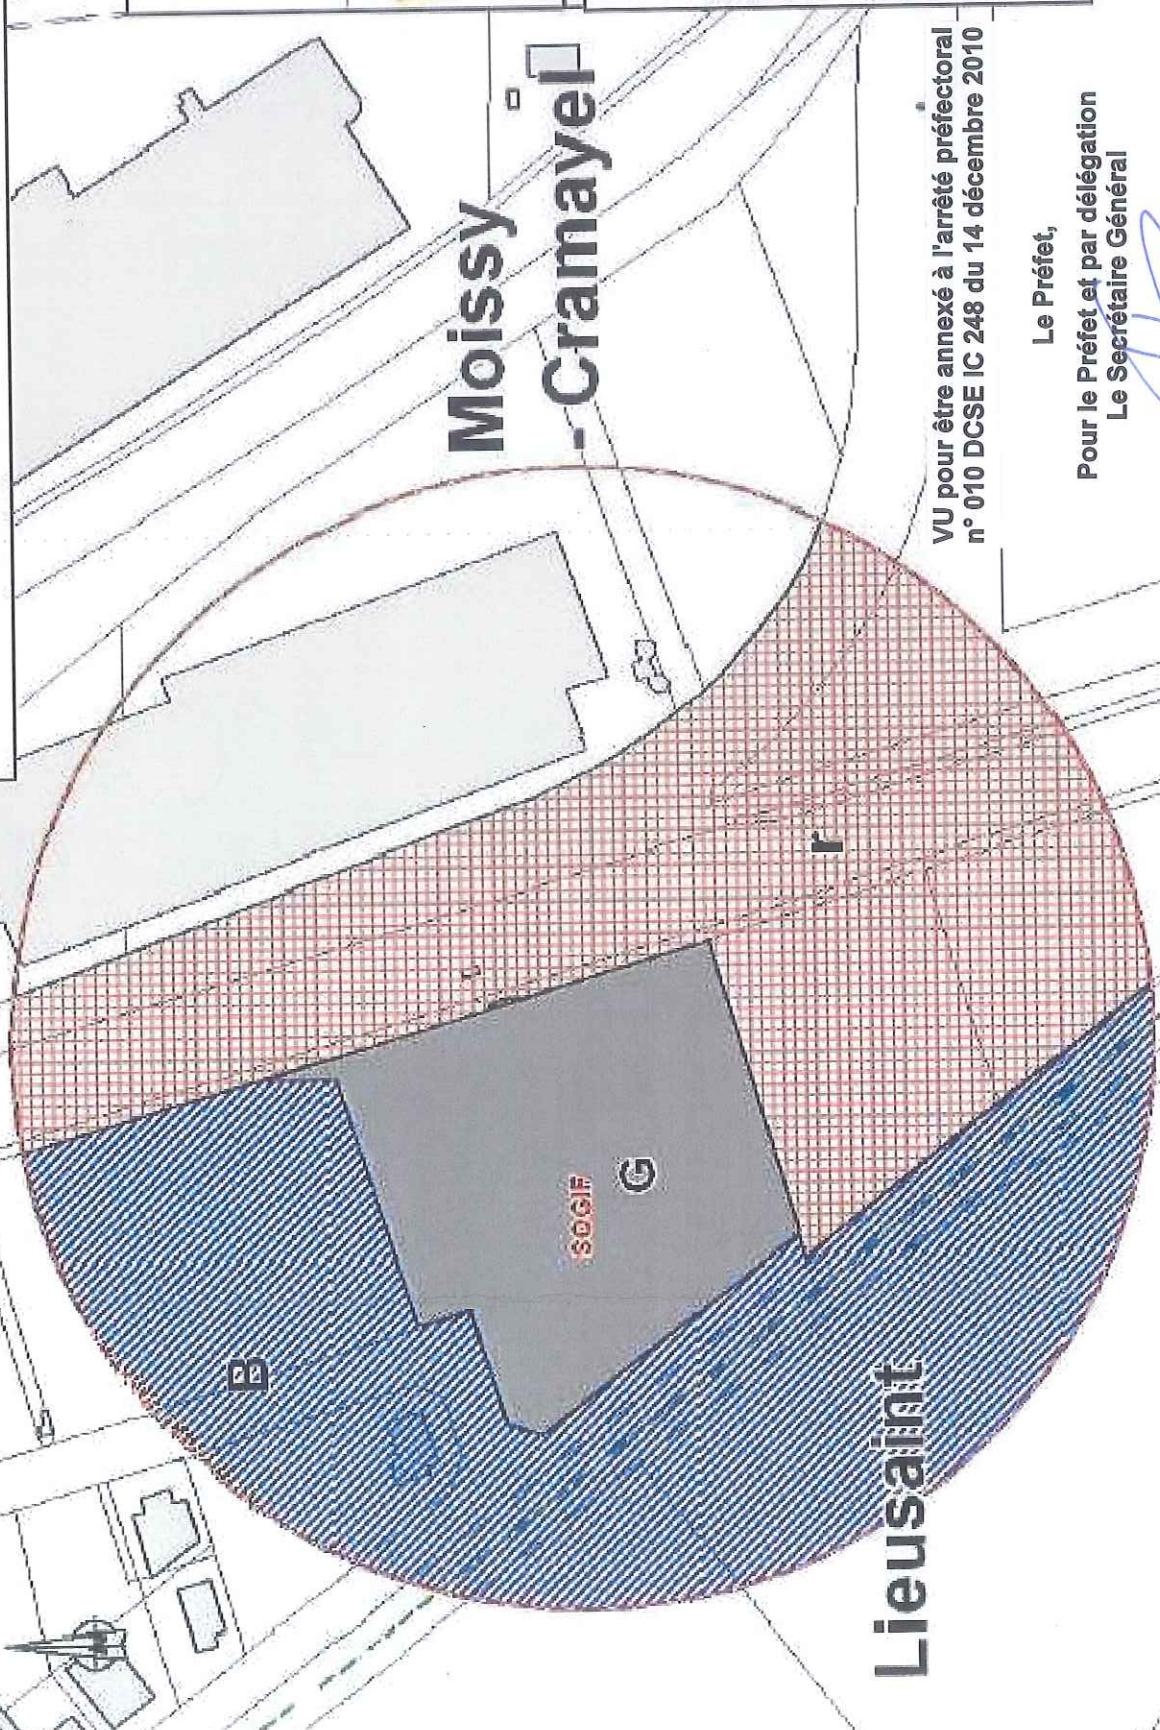 Moissy
- Cramayel
VU pour être annexé à l'arrêté préfectoral
n° 010 DCSE IC 248 du 14 décembre 2010
Le Préfet,
Pour le Préfet et par délégation
Le Secrétaire Général
r
r
SOGIF
G
B
Lieusaint